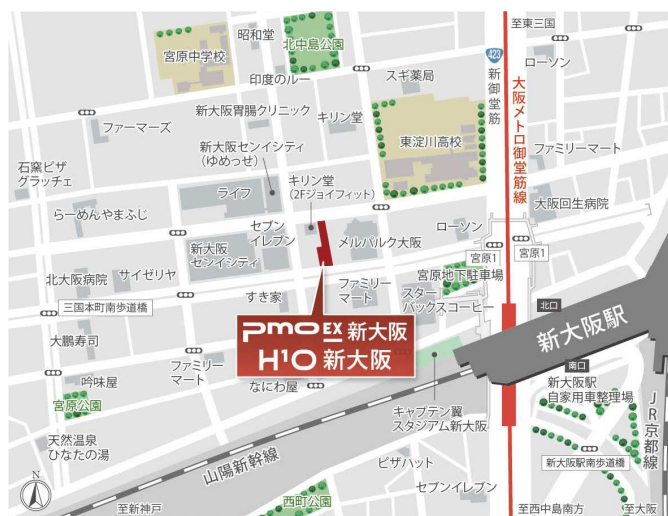 至東三国
昭和堂
北中島公園
423
新御堂筋
ローソン
宮原中学校
印度のルー
スギ薬局
大阪メトロ御堂筋線
新大阪胃腸クリニック
キリン堂
ファーマーズ
東淀川高校
新大阪センイシティ
(ゆめっせ)
ファミリーマート
石窯ピザ
グラッチェ
キリン堂
(2Fジョイフィット)
ライフ
大阪回生病院
らーめんやまふじ
セブン
イレブン
メルパルク大阪
ローソン
新大阪
センイシティ
宮原1
宮原1
北大阪病院
サイゼリヤ
宮原地下駐車場
三国本町南歩道橋
すき家
ファミリー
マート
スター
バックスコーヒー
北口
新大阪駅
大鵬寿司
PMO EX 新大阪
H¹O 新大阪
ファミリー
マート
南口
吟味屋
なにわ屋
新大阪駅
自家用車整理場
宮原公園
キャプテン翼
スタジアム新大阪
JR京都線
天然温泉
ひなたの湯
山陽新幹線
ピザハット
新大阪駅南歩道橋
N
セブンイレブン
至新神戸
西町公園
至西中島南方
至大阪